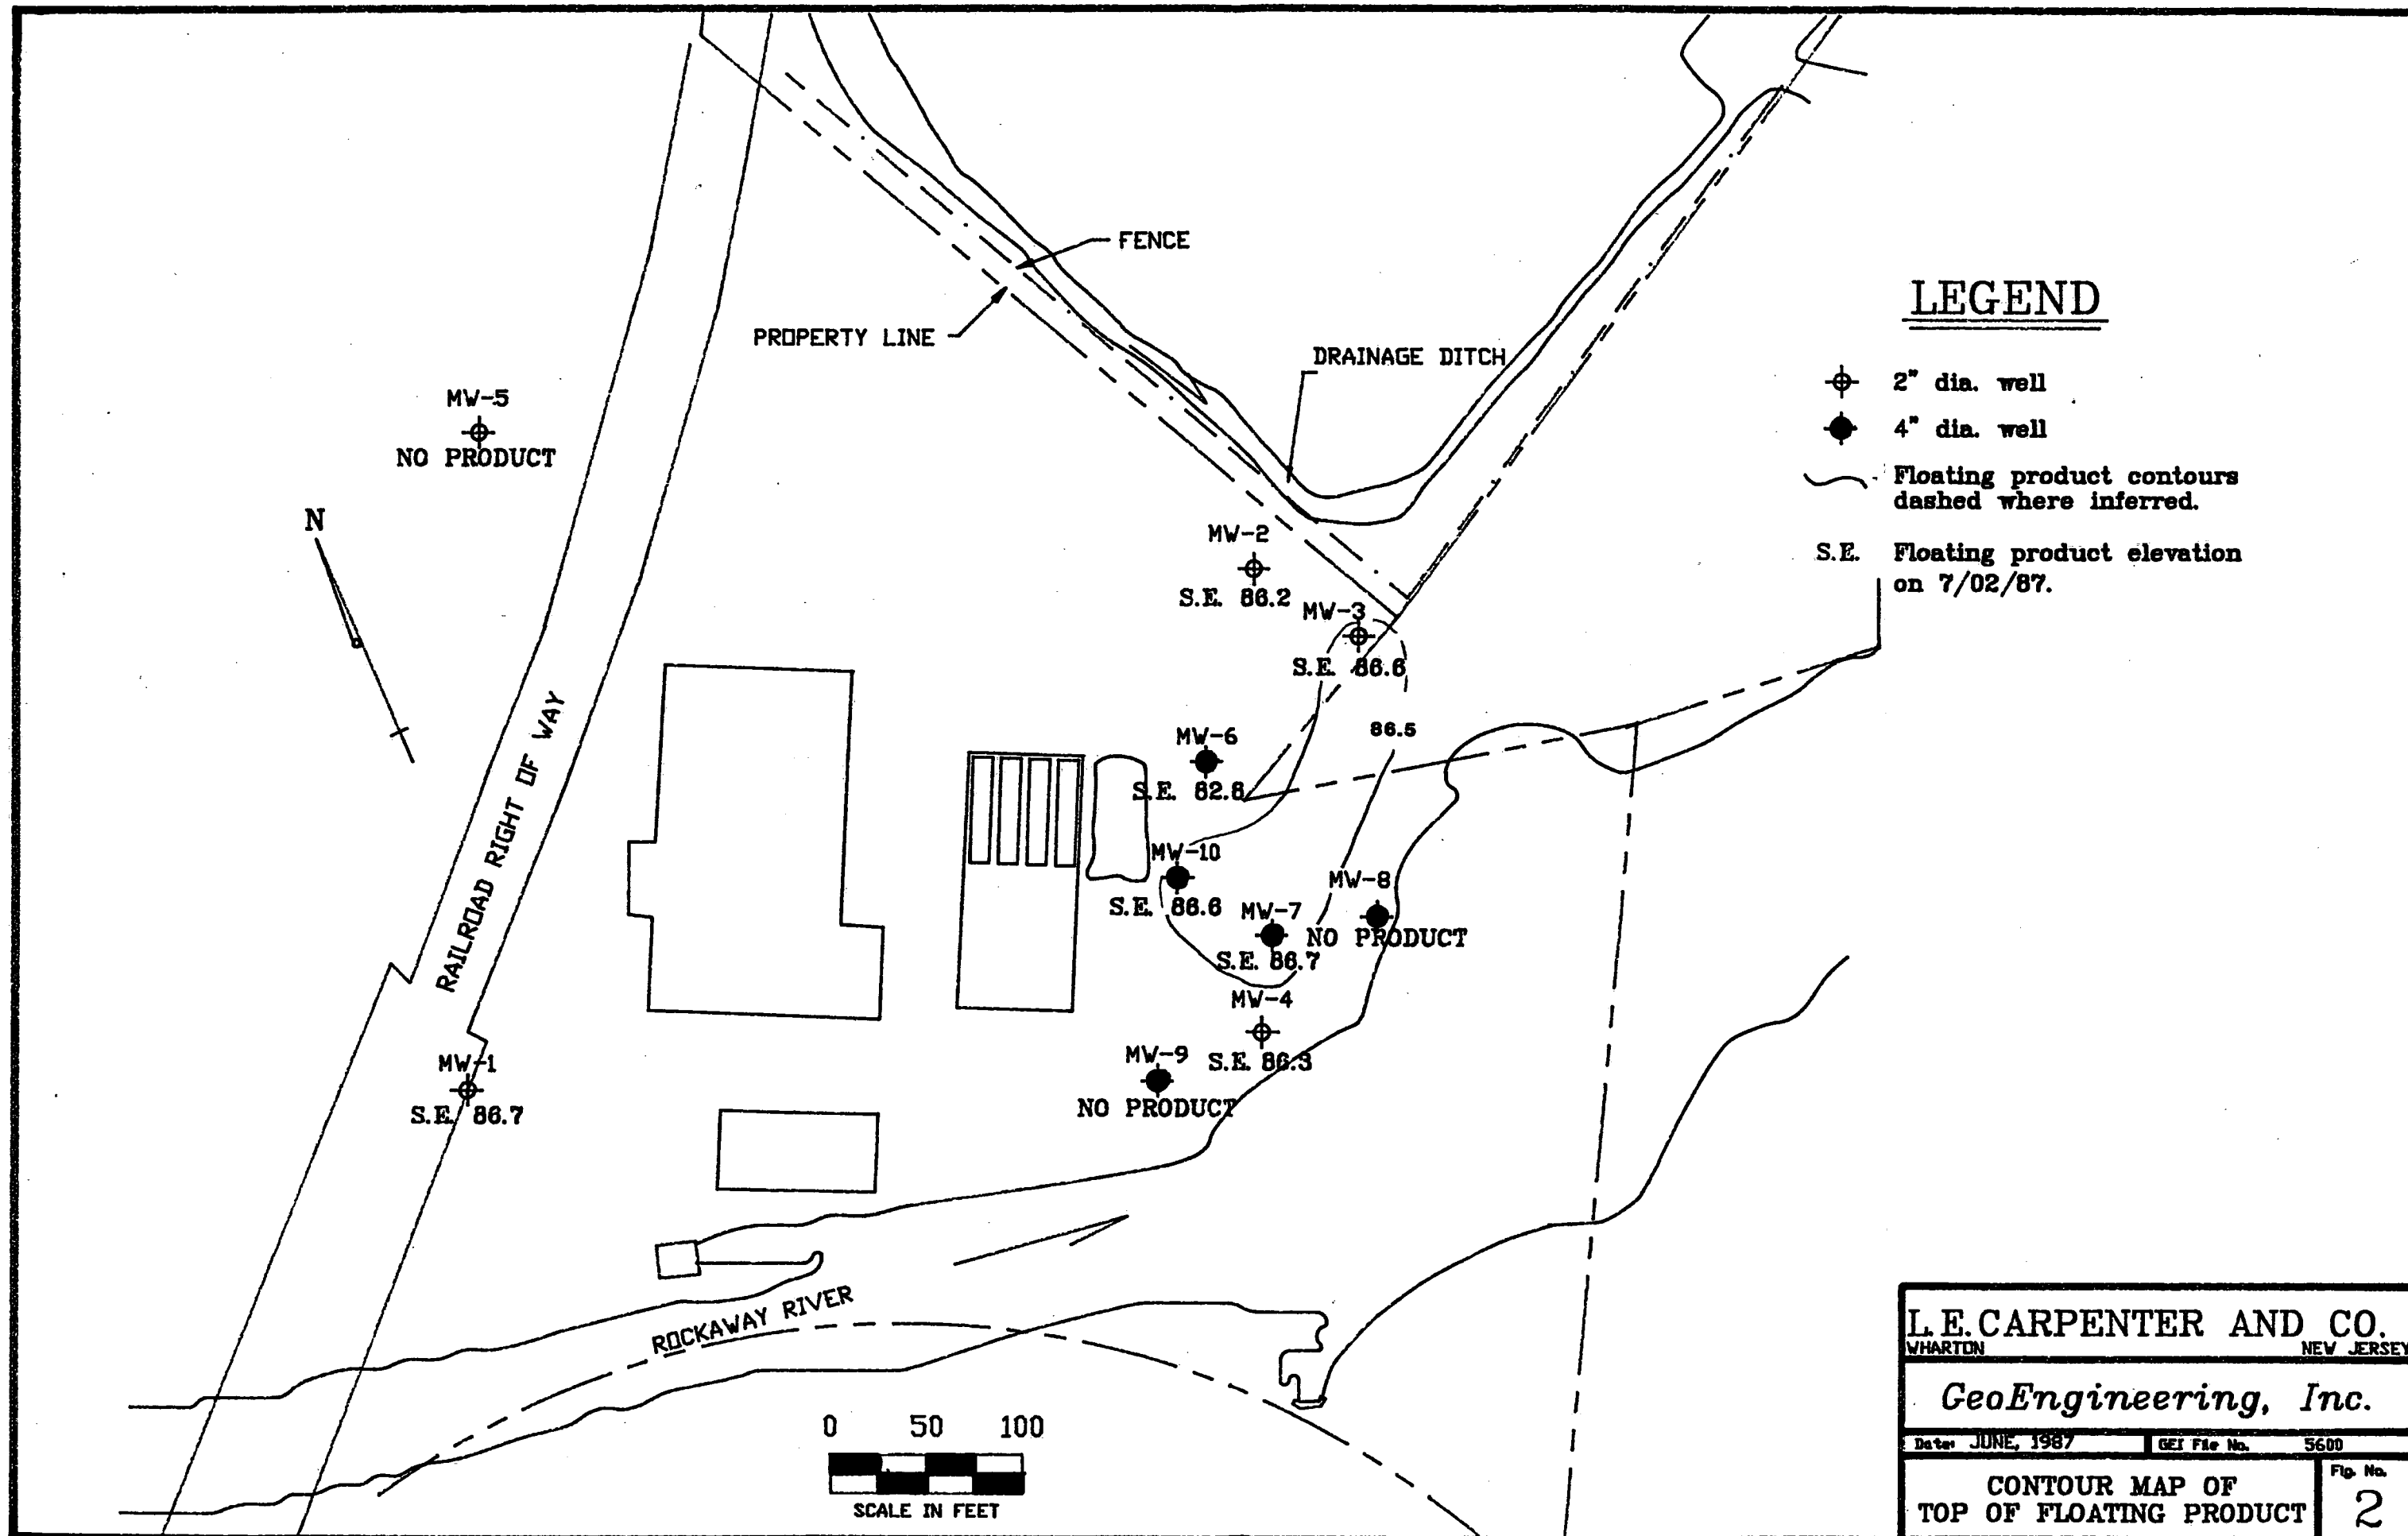 FENCE
PROPERTY LINE
DRAINAGE DITCH
LEGEND
2" dia. well
4" dia. well
Floating product contours
dashed where inferred.
S.E. Floating product elevation
on 7/02/87.
MW-5
NO PRODUCT
N
MW-2
S.E. 86.2
MW-3
S.E. 86.6
86.5
MW-6
S.E. 82.8
RAILROAD RIGHT OF WAY
MW-10
S.E. 86.6
MW-7
S.E. 86.7
MW-8
NO PRODUCT
MW-4
S.E. 86.3
MW-9
NO PRODUCT
MW-1
S.E. 86.7
ROCKAWAY RIVER
0 50 100
SCALE IN FEET
L.E.CARPENTER AND CO.
WHARTON NEW JERSEY
GeoEngineering, Inc.
Date: JUNE, 1987 GEI File No. 5600
CONTOUR MAP OF
TOP OF FLOATING PRODUCT
Fig. No.
2